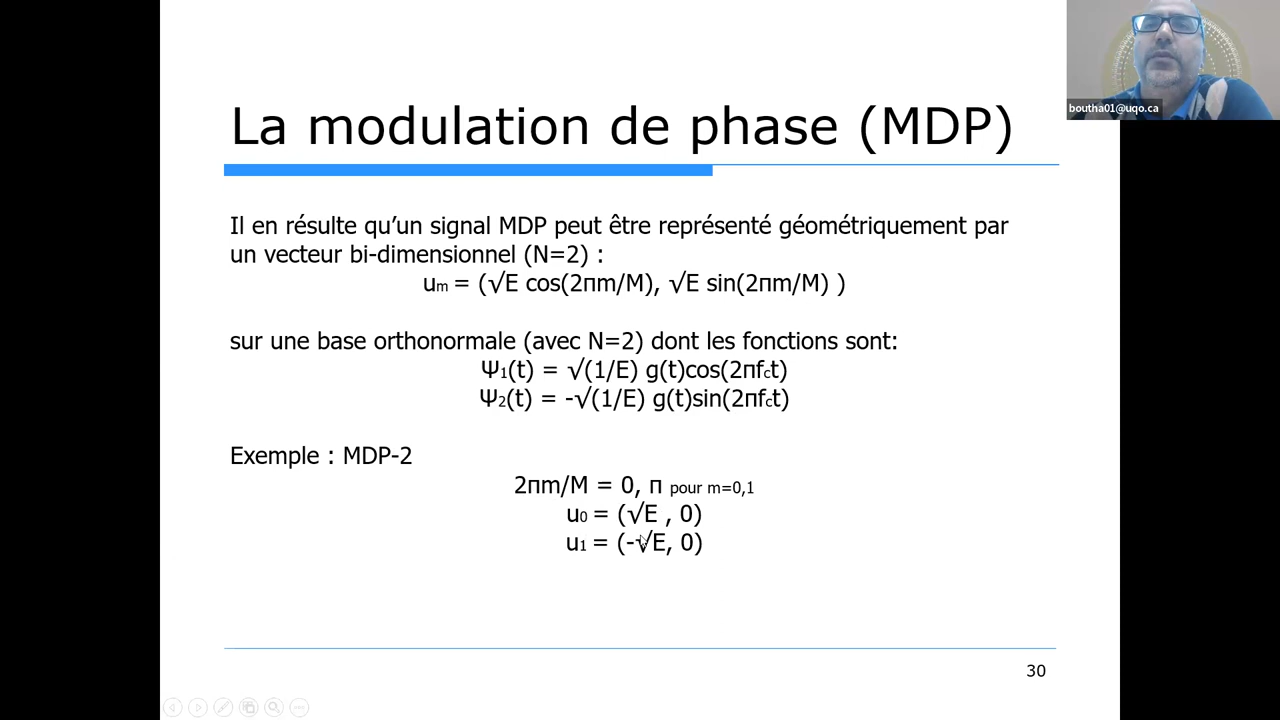 La modulation de phase (MDP)
boutha01@uqo.ca
Il en résulte qu'un signal MDP peut être représenté géométriquement par
un vecteur bi-dimensionnel (N=2) :
um = (√E cos(2πm/M), √E sin(2πm/M) )
sur une base orthonormale (avec N=2) dont les fonctions sont:
Ψ1(t) = √(1/E) g(t)cos(2πfct)
Ψ2(t) = -√(1/E) g(t)sin(2πfct)
Exemple : MDP-2
2πm/M = 0, π pour m=0,1
u0 = (√E , 0)
u1 = (-√E, 0)
30